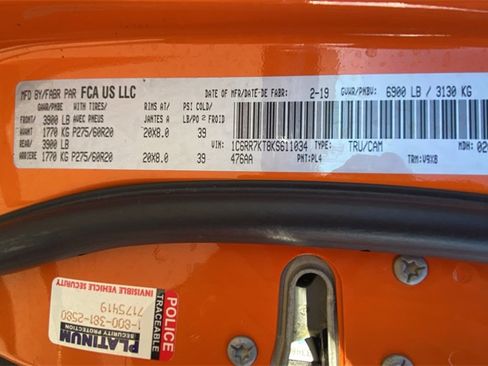 MFD BY/FABR PAR FCA US LLC DATE OF MFR/DATE DE FABR: 2-19 GVWR/PNBV: 6900 LB / 3130 KG
GAWR/PNBE WITH TIRES/ RIMS AT/ PSI COLD/
FRONT/ 3900 LB AVEC PNEUS JANTES A LB/PO 2 FROID
AVANT 1770 KG P275/60R20 20X8.0 39
REAR/ 3900 LB
ARRIERE 1770 KG P275/60R20 20X8.0 39
VIN: 1C6RR7KT8KS611034 TYPE: TRU/CAM MDH: 02
476AA PNT: PL4 TRM: V9X8
POLICE
TRACEABLE
INVISIBLE VEHICLE SECURITY
7175419
1-800-381-2580
PLATINUM
SECURITY PROTECTION